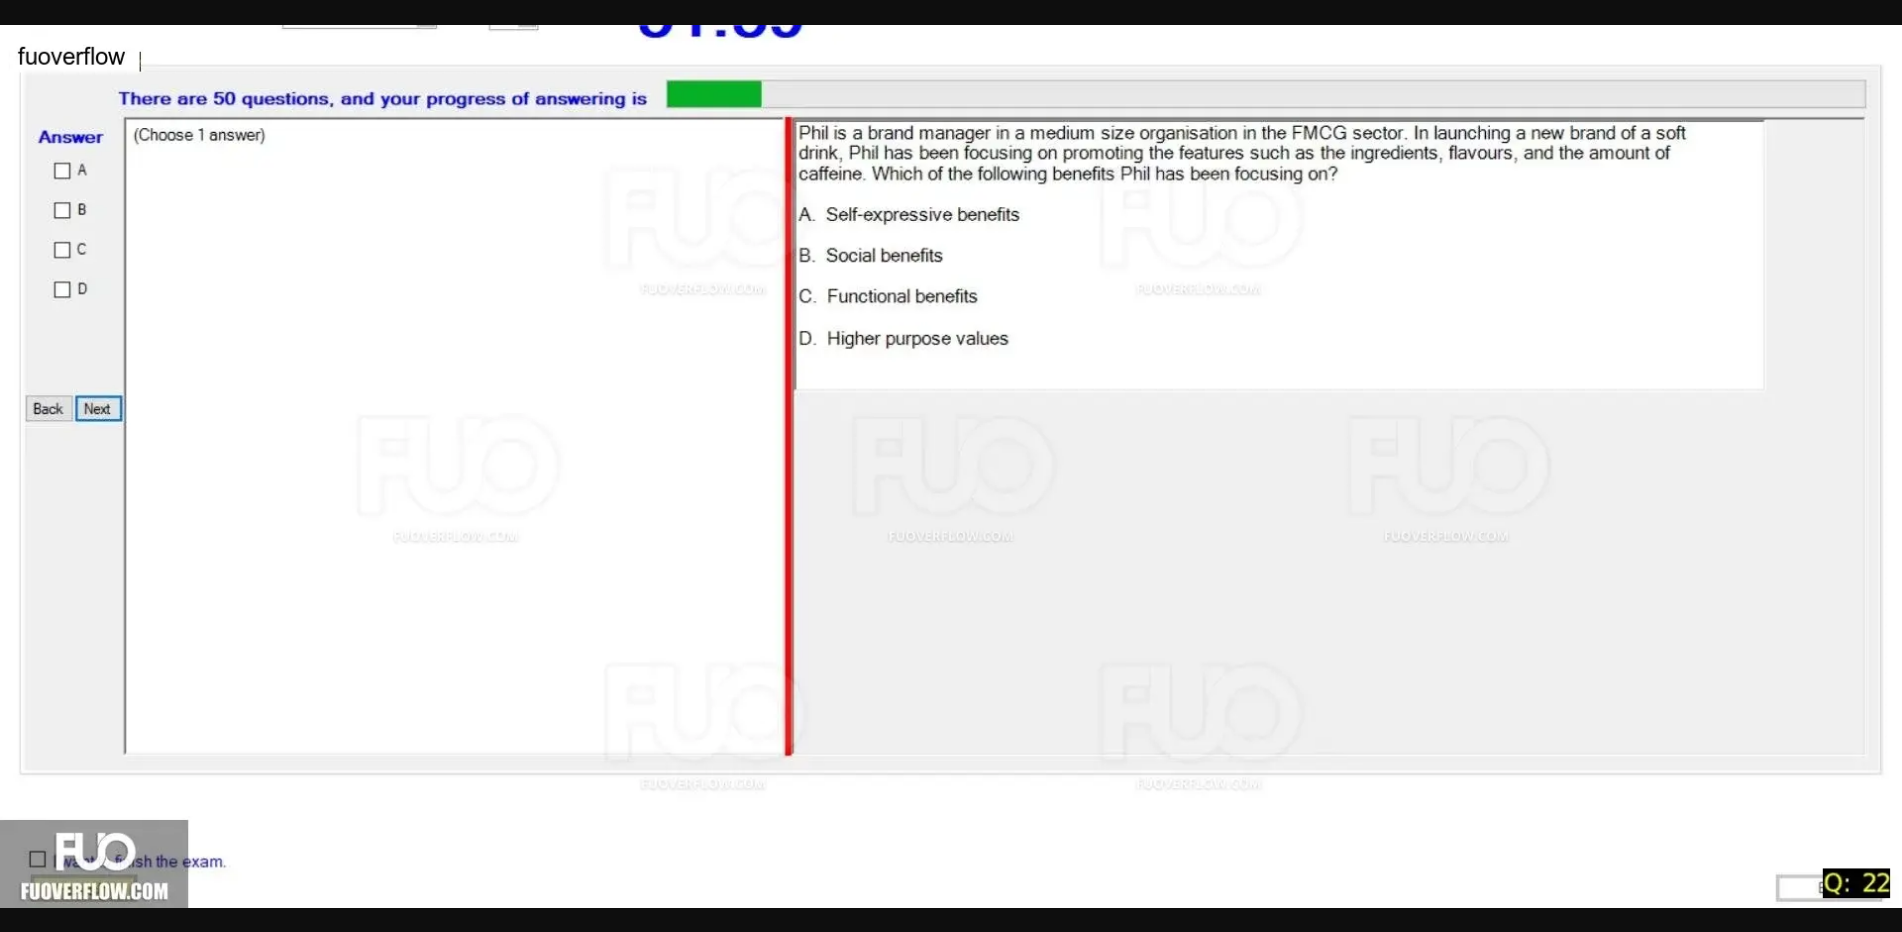 fuoverflow
There are 50 questions, and your progress of answering is
Answer
(Choose 1 answer)
A
B
C
D
Back Next
Phil is a brand manager in a medium size organisation in the FMCG sector. In launching a new brand of a soft
drink, Phil has been focusing on promoting the features such as the ingredients, flavours, and the amount of
caffeine. Which of the following benefits Phil has been focusing on?
A. Self-expressive benefits
B. Social benefits
C. Functional benefits
D. Higher purpose values
FUO
FUOVERFLOW.COM
FUO
FUOVERFLOW.COM
FUO
FUOVERFLOW.COM
FUO
FUOVERFLOW.COM
FUO
FUOVERFLOW.COM
FUO
FUOVERFLOW.COM
FUO
FUOVERFLOW.COM
FUO
the exam.
FUOVERFLOW.COM
Q: 22